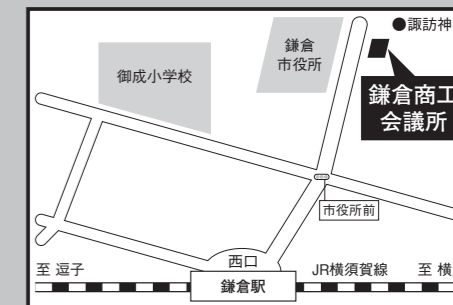 ●諏訪神
鎌倉
市役所
御成小学校
鎌倉商工
会議所
市役所前
西口
至 逗子
JR横須賀線
至 横
鎌倉駅